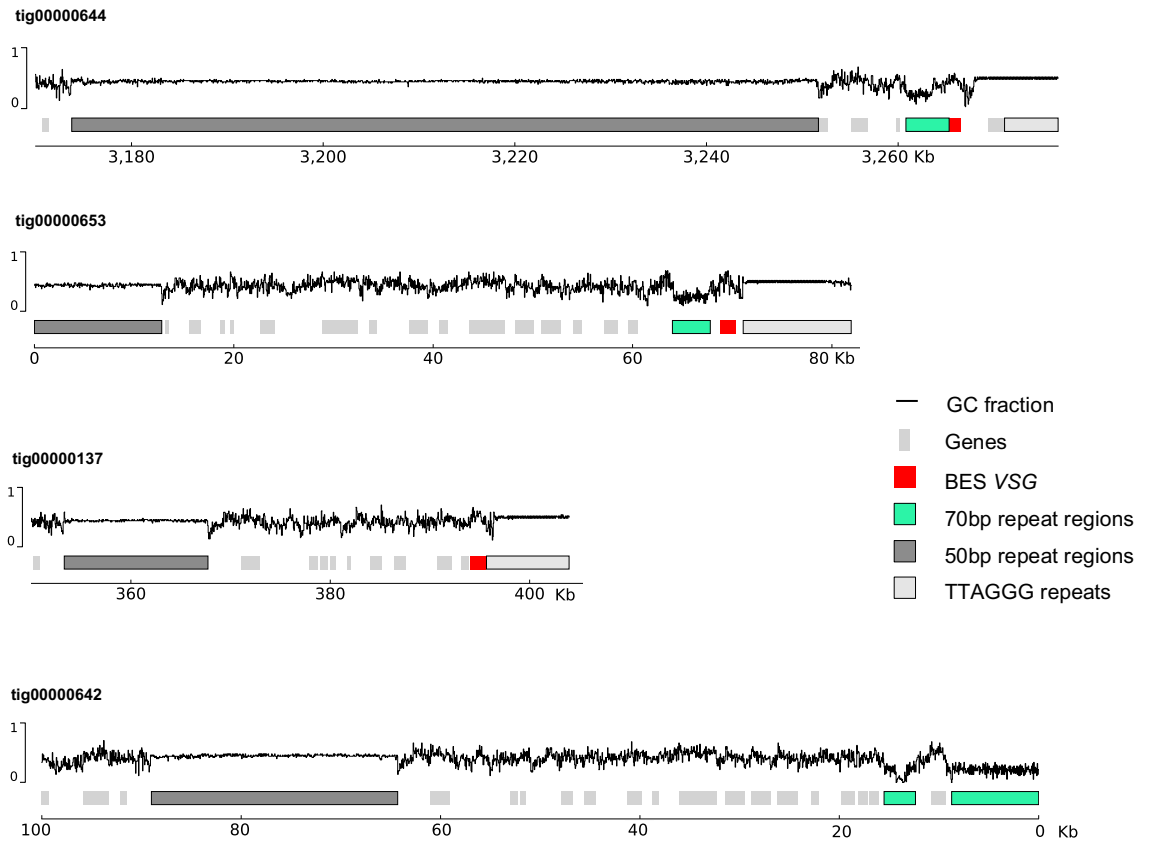 tig00000644
1
0
3,180 3,200 3,220 3,240 3,260 Kb
tig00000653
1
0
0 20 40 60 80 Kb
GC fraction
Genes
BES VSG
70bp repeat regions
50bp repeat regions
TTAGGG repeats
tig00000137
1
0
360 380 400 Kb
tig00000642
1
0
100 80 60 40 20 0 Kb